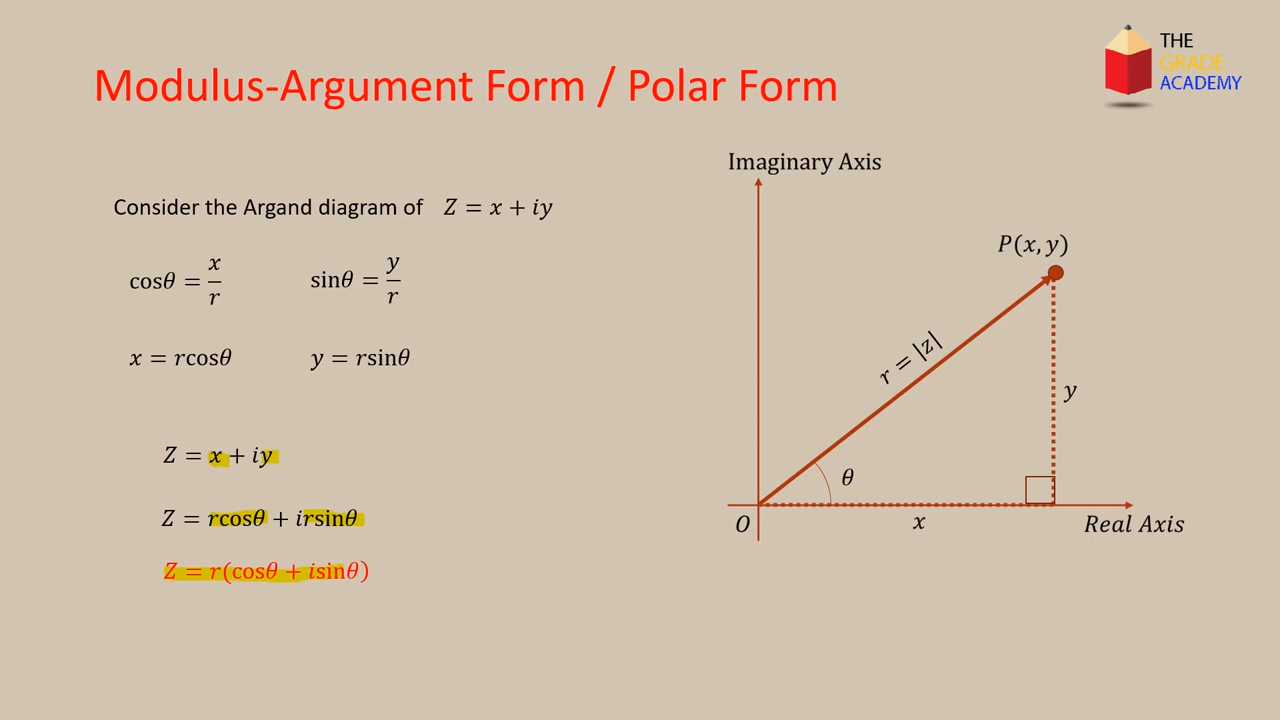 THE
GRADE
ACADEMY
Modulus-Argument Form / Polar Form
Consider the Argand diagram of Z = x + iy
cosθ = x/r sinθ = y/r
x = rcosθ y = rsinθ
Z = x + iy
Z = rcosθ + irsinθ
Z = r(cosθ + isinθ)
Imaginary Axis
P(x, y)
r = |z|
y
θ
O
x
Real Axis